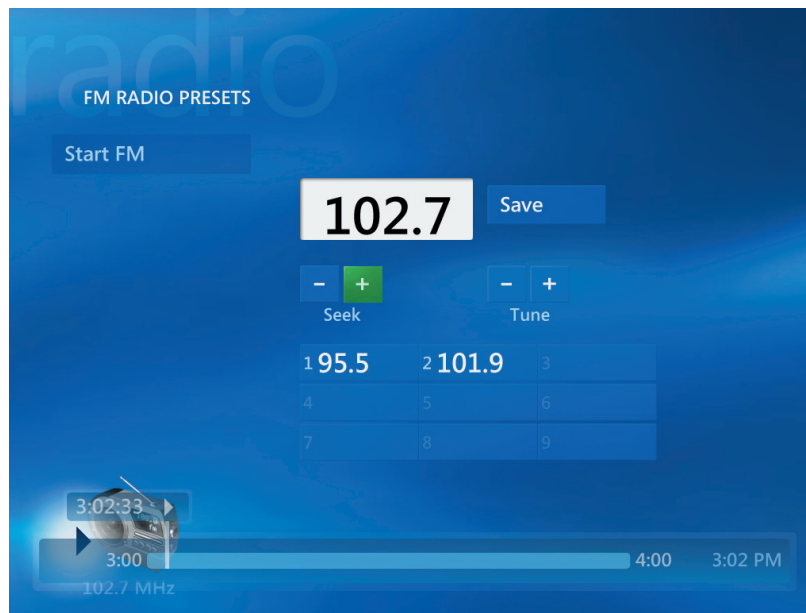 radio
FM RADIO PRESETS
Start FM
102.7 Save
- + - +
Seek Tune
1 95.5 2 101.9 3
4 5 6
7 8 9
3:02:33
3:00 4:00 3:02 PM
102.7 MHz